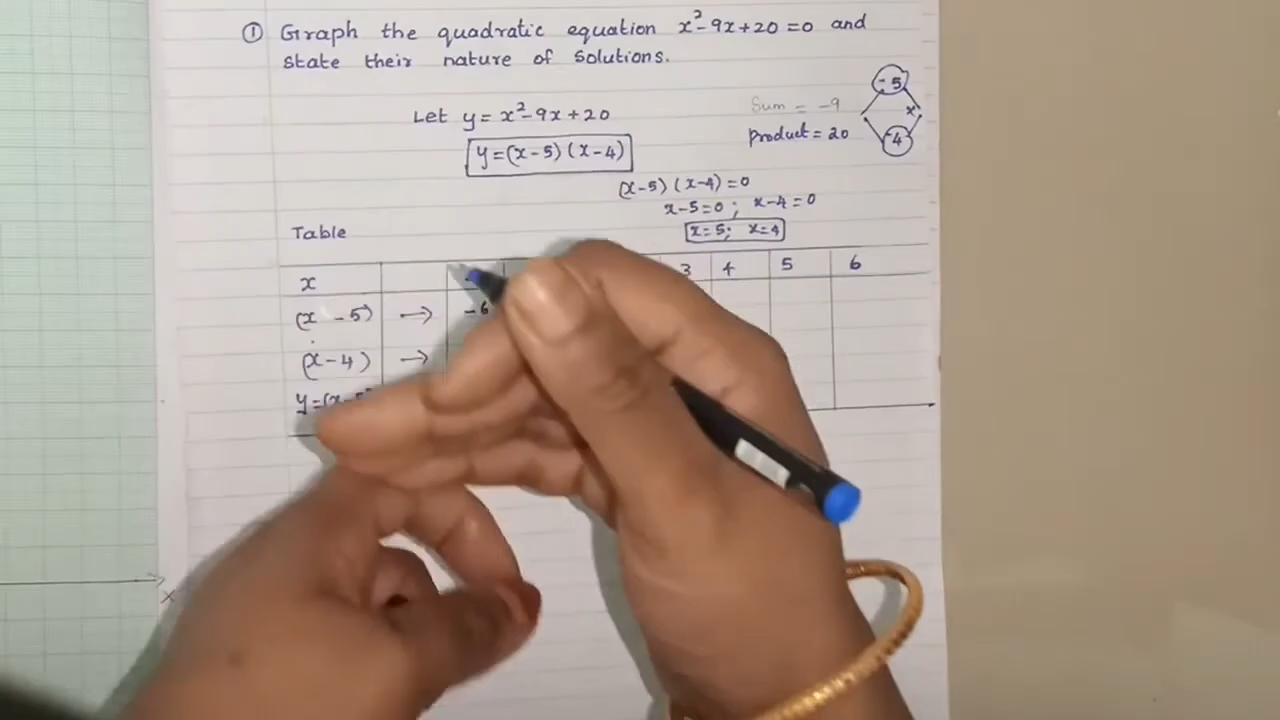 ① Graph the quadratic equation x²-9x+20=0 and
state their nature of solutions.
Let y = x²-9x+20
y=(x-5)(x-4)
Sum = -9
product = 20
-5
x
-4
(x-5)(x-4)=0
x-5=0; x-4=0
x=5; x=4
Table
x 3 4 5 6
(x-5) → -6
(x-4) →
y=(x-5
x